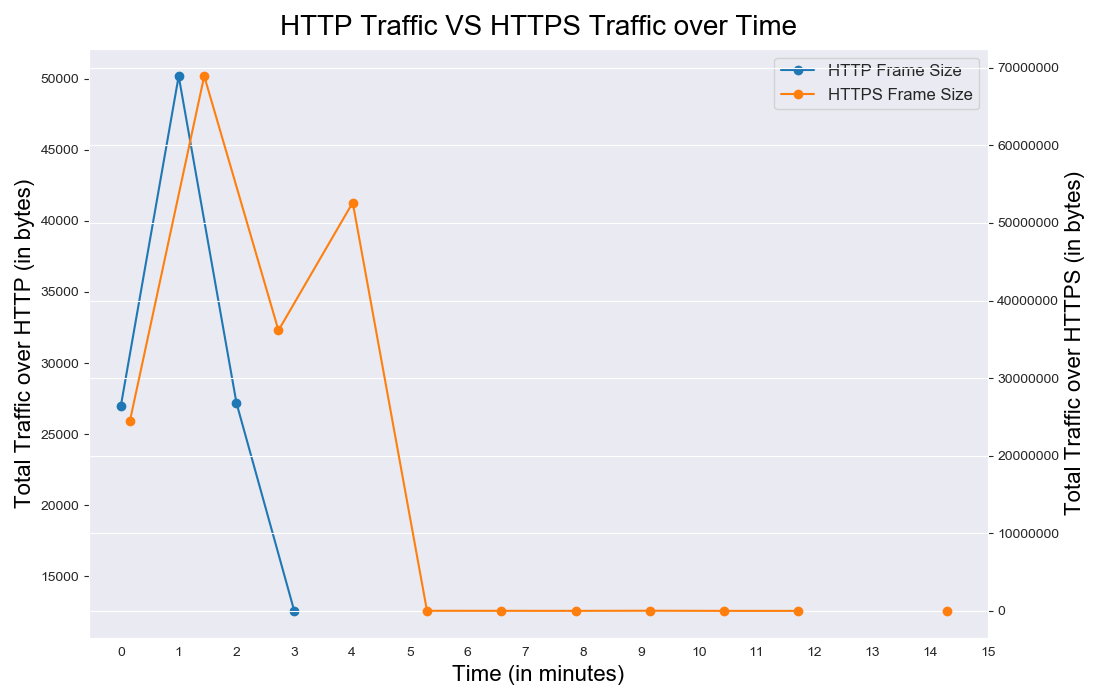 HTTP Traffic VS HTTPS Traffic over Time
HTTP Frame Size
HTTPS Frame Size
Total Traffic over HTTP (in bytes)
50000
45000
40000
35000
30000
25000
20000
15000
70000000
60000000
50000000
40000000
30000000
20000000
10000000
0
Total Traffic over HTTPS (in bytes)
0 1 2 3 4 5 6 7 8 9 10 11 12 13 14 15
Time (in minutes)